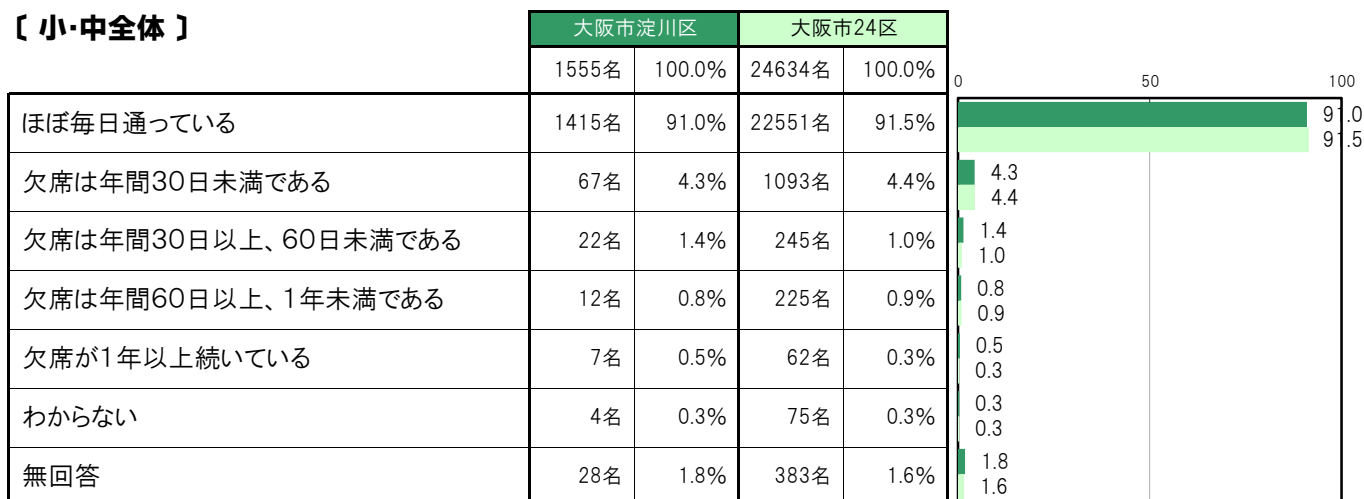 〔 小・中全体 〕
大阪市淀川区 大阪市24区
1555名 100.0% 24634名 100.0%
0 50 100
ほぼ毎日通っている 1415名 91.0% 22551名 91.5%
91.0
91.5
欠席は年間30日未満である 67名 4.3% 1093名 4.4%
4.3
4.4
欠席は年間30日以上、60日未満である 22名 1.4% 245名 1.0%
1.4
1.0
欠席は年間60日以上、1年未満である 12名 0.8% 225名 0.9%
0.8
0.9
欠席が1年以上続いている 7名 0.5% 62名 0.3%
0.5
0.3
わからない 4名 0.3% 75名 0.3%
0.3
0.3
無回答 28名 1.8% 383名 1.6%
1.8
1.6